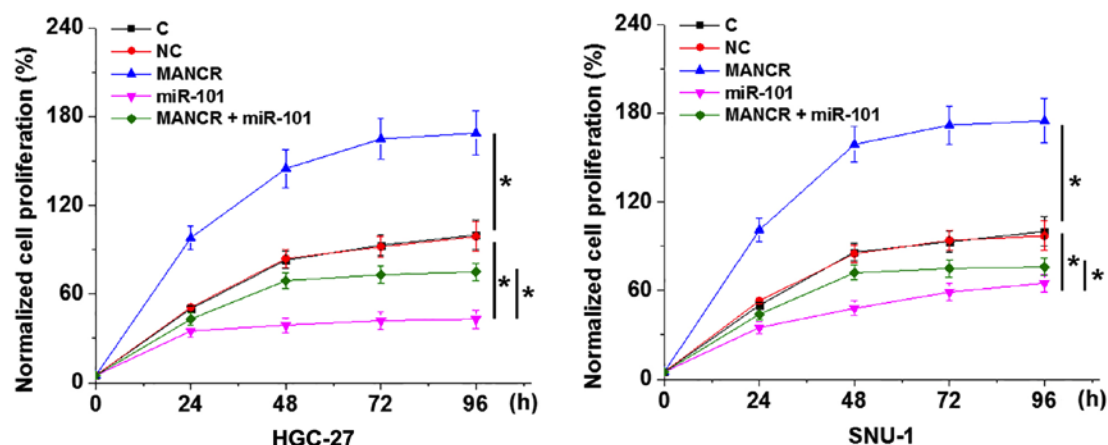 Normalized cell proliferation (%)
240
180
120
60
0
C
NC
MANCR
miR-101
MANCR + miR-101
*
* *
0 24 48 72 96 (h)
HGC-27
Normalized cell proliferation (%)
240
180
120
60
0
C
NC
MANCR
miR-101
MANCR + miR-101
*
* *
0 24 48 72 96 (h)
SNU-1